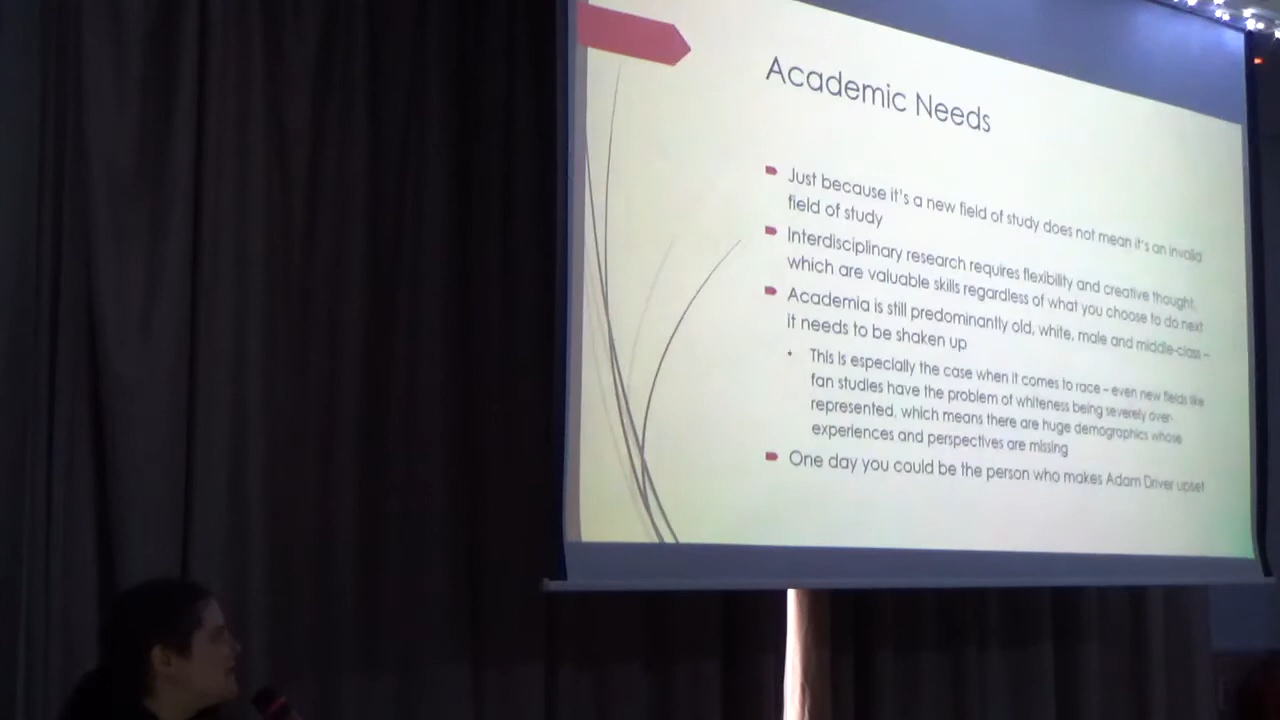 Academic Needs
Just because it's a new field of study does not mean it's an invalid
field of study
Interdisciplinary research requires flexibility and creative thought,
which are valuable skills regardless of what you choose to do next
Academia is still predominantly old, white, male and middle-class –
it needs to be shaken up
This is especially the case when it comes to race – even new fields like
fan studies have the problem of whiteness being severely over-
represented, which means there are huge demographics whose
experiences and perspectives are missing
One day you could be the person who makes Adam Driver upset